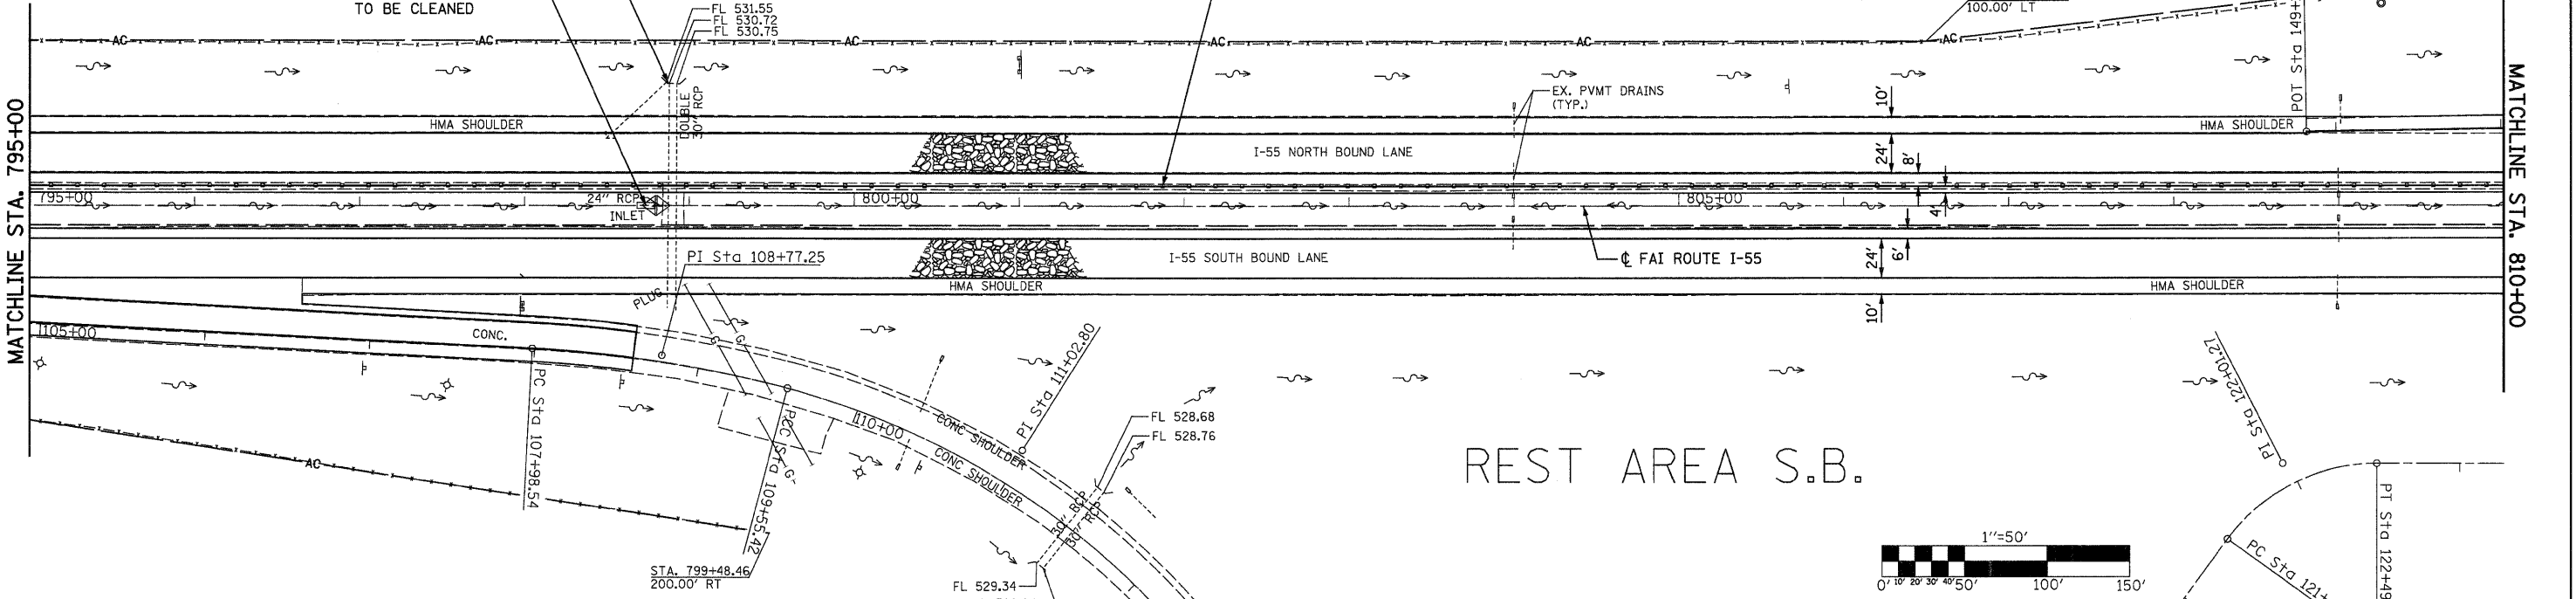 TO BE CLEANED
FL 531.55
FL 530.72
FL 530.75
100.00' LT
POT Sta 149+
AC
AC
AC
AC
AC
AC
MATCHLINE STA. 795+00
MATCHLINE STA. 810+00
DOUBLE
30" RCP
EX. PVMT DRAINS
(TYP.)
10'
HMA SHOULDER
HMA SHOULDER
I-55 NORTH BOUND LANE
24'
8'
795+00
24" RCP
INLET
800+00
805+00
4'
PI Sta 108+77.25
I-55 SOUTH BOUND LANE
℄ FAI ROUTE I-55
24'
6'
HMA SHOULDER
HMA SHOULDER
10'
PLUG
1105+00
CONC.
G
G
PC Sta 107+98.54
PI Sta 111+02.80
1110+00
CONC SHOULDER
CONC SHOULDER
PCC Sta 109+55.42
G
AC
FL 528.68
FL 528.76
30" RCP
30" RCP
REST AREA S.B.
PI Sta 122+01.27
PT Sta 122+49
PC Sta 121+
STA. 799+48.46
200.00' RT
FL 529.34
1"=50'
0' 10' 20' 30' 40' 50' 100' 150'